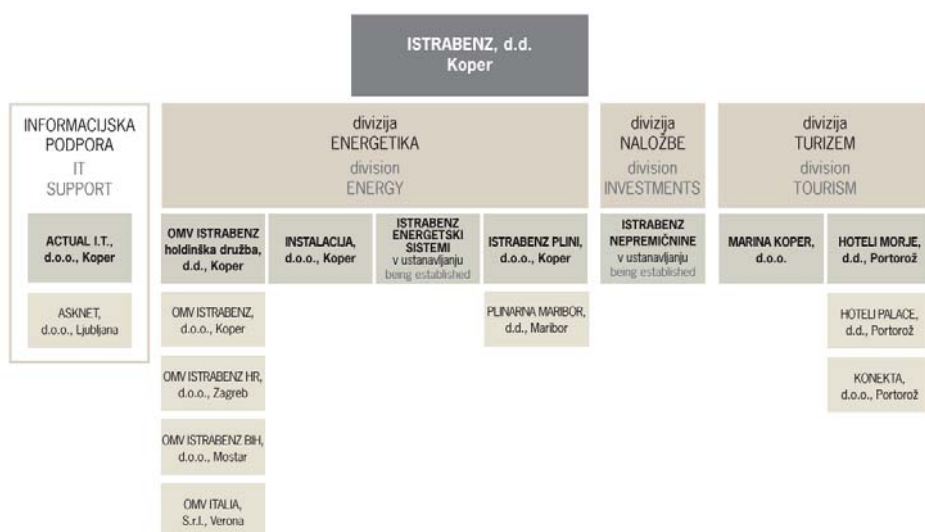 ISTRABENZ, d.d.
Koper
INFORMACIJSKA
PODPORA
IT
SUPPORT
divizija
ENERGETIKA
division
ENERGY
divizija
NALOŽBE
division
INVESTMENTS
divizija
TURIZEM
division
TOURISM
ACTUAL I.T.,
d.o.o., Koper
OMV ISTRABENZ
holdinška družba,
d.d., Koper
INSTALACIJA,
d.o.o., Koper
ISTRABENZ
ENERGETSKI
SISTEMI
v ustanavljanju
being established
ISTRABENZ PLINI,
d.o.o., Koper
ISTRABENZ
NEPREMIČNINE
v ustanavljanju
being established
MARINA KOPER,
d.o.o.
HOTELI MORJE,
d.d., Portorož
ASKNET,
d.o.o., Ljubljana
OMV ISTRABENZ,
d.o.o., Koper
PLINARNA MARIBOR,
d.d., Maribor
HOTELI PALACE,
d.d., Portorož
OMV ISTRABENZ HR,
d.o.o., Zagreb
KONEKTA,
d.o.o., Portorož
OMV ISTRABENZ BIH,
d.o.o., Mostar
OMV ITALIA,
S.r.l., Verona